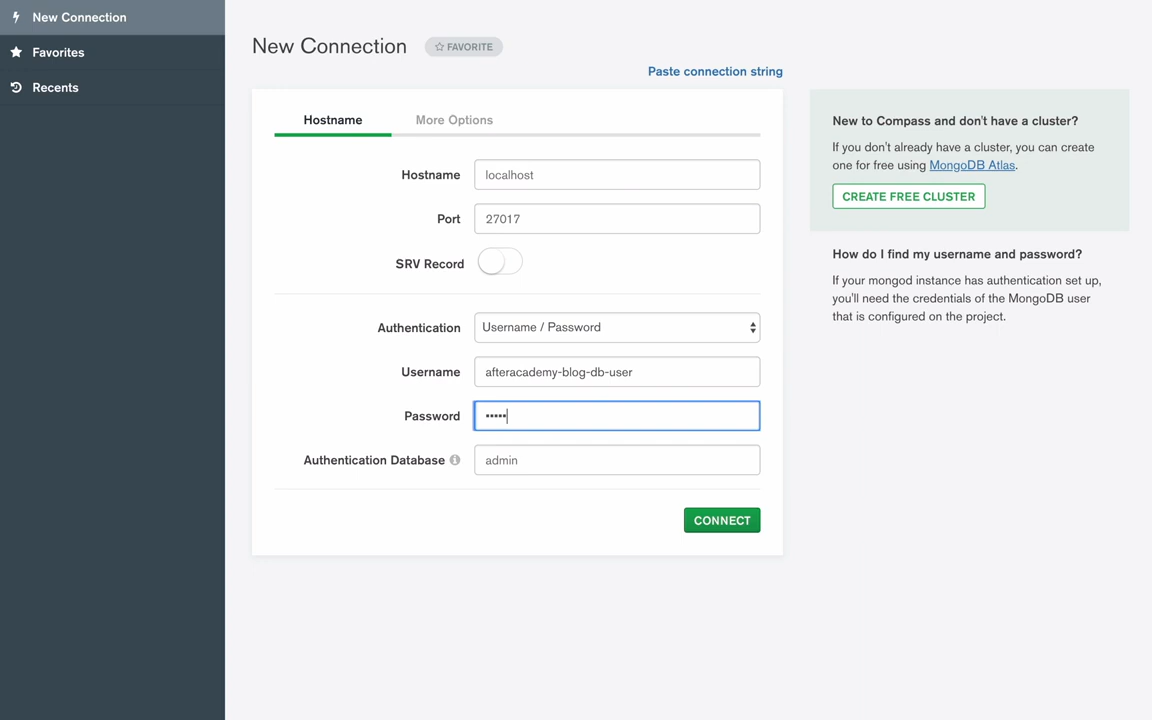 New Connection
Favorites
Recents
New Connection
FAVORITE
Paste connection string
Hostname
More Options
Hostname
localhost
Port
27017
SRV Record
Authentication
Username / Password
Username
afteracademy-blog-db-user
Password
•••••
Authentication Database
admin
CONNECT
New to Compass and don't have a cluster?
If you don't already have a cluster, you can create
one for free using MongoDB Atlas.
CREATE FREE CLUSTER
How do I find my username and password?
If your mongod instance has authentication set up,
you'll need the credentials of the MongoDB user
that is configured on the project.